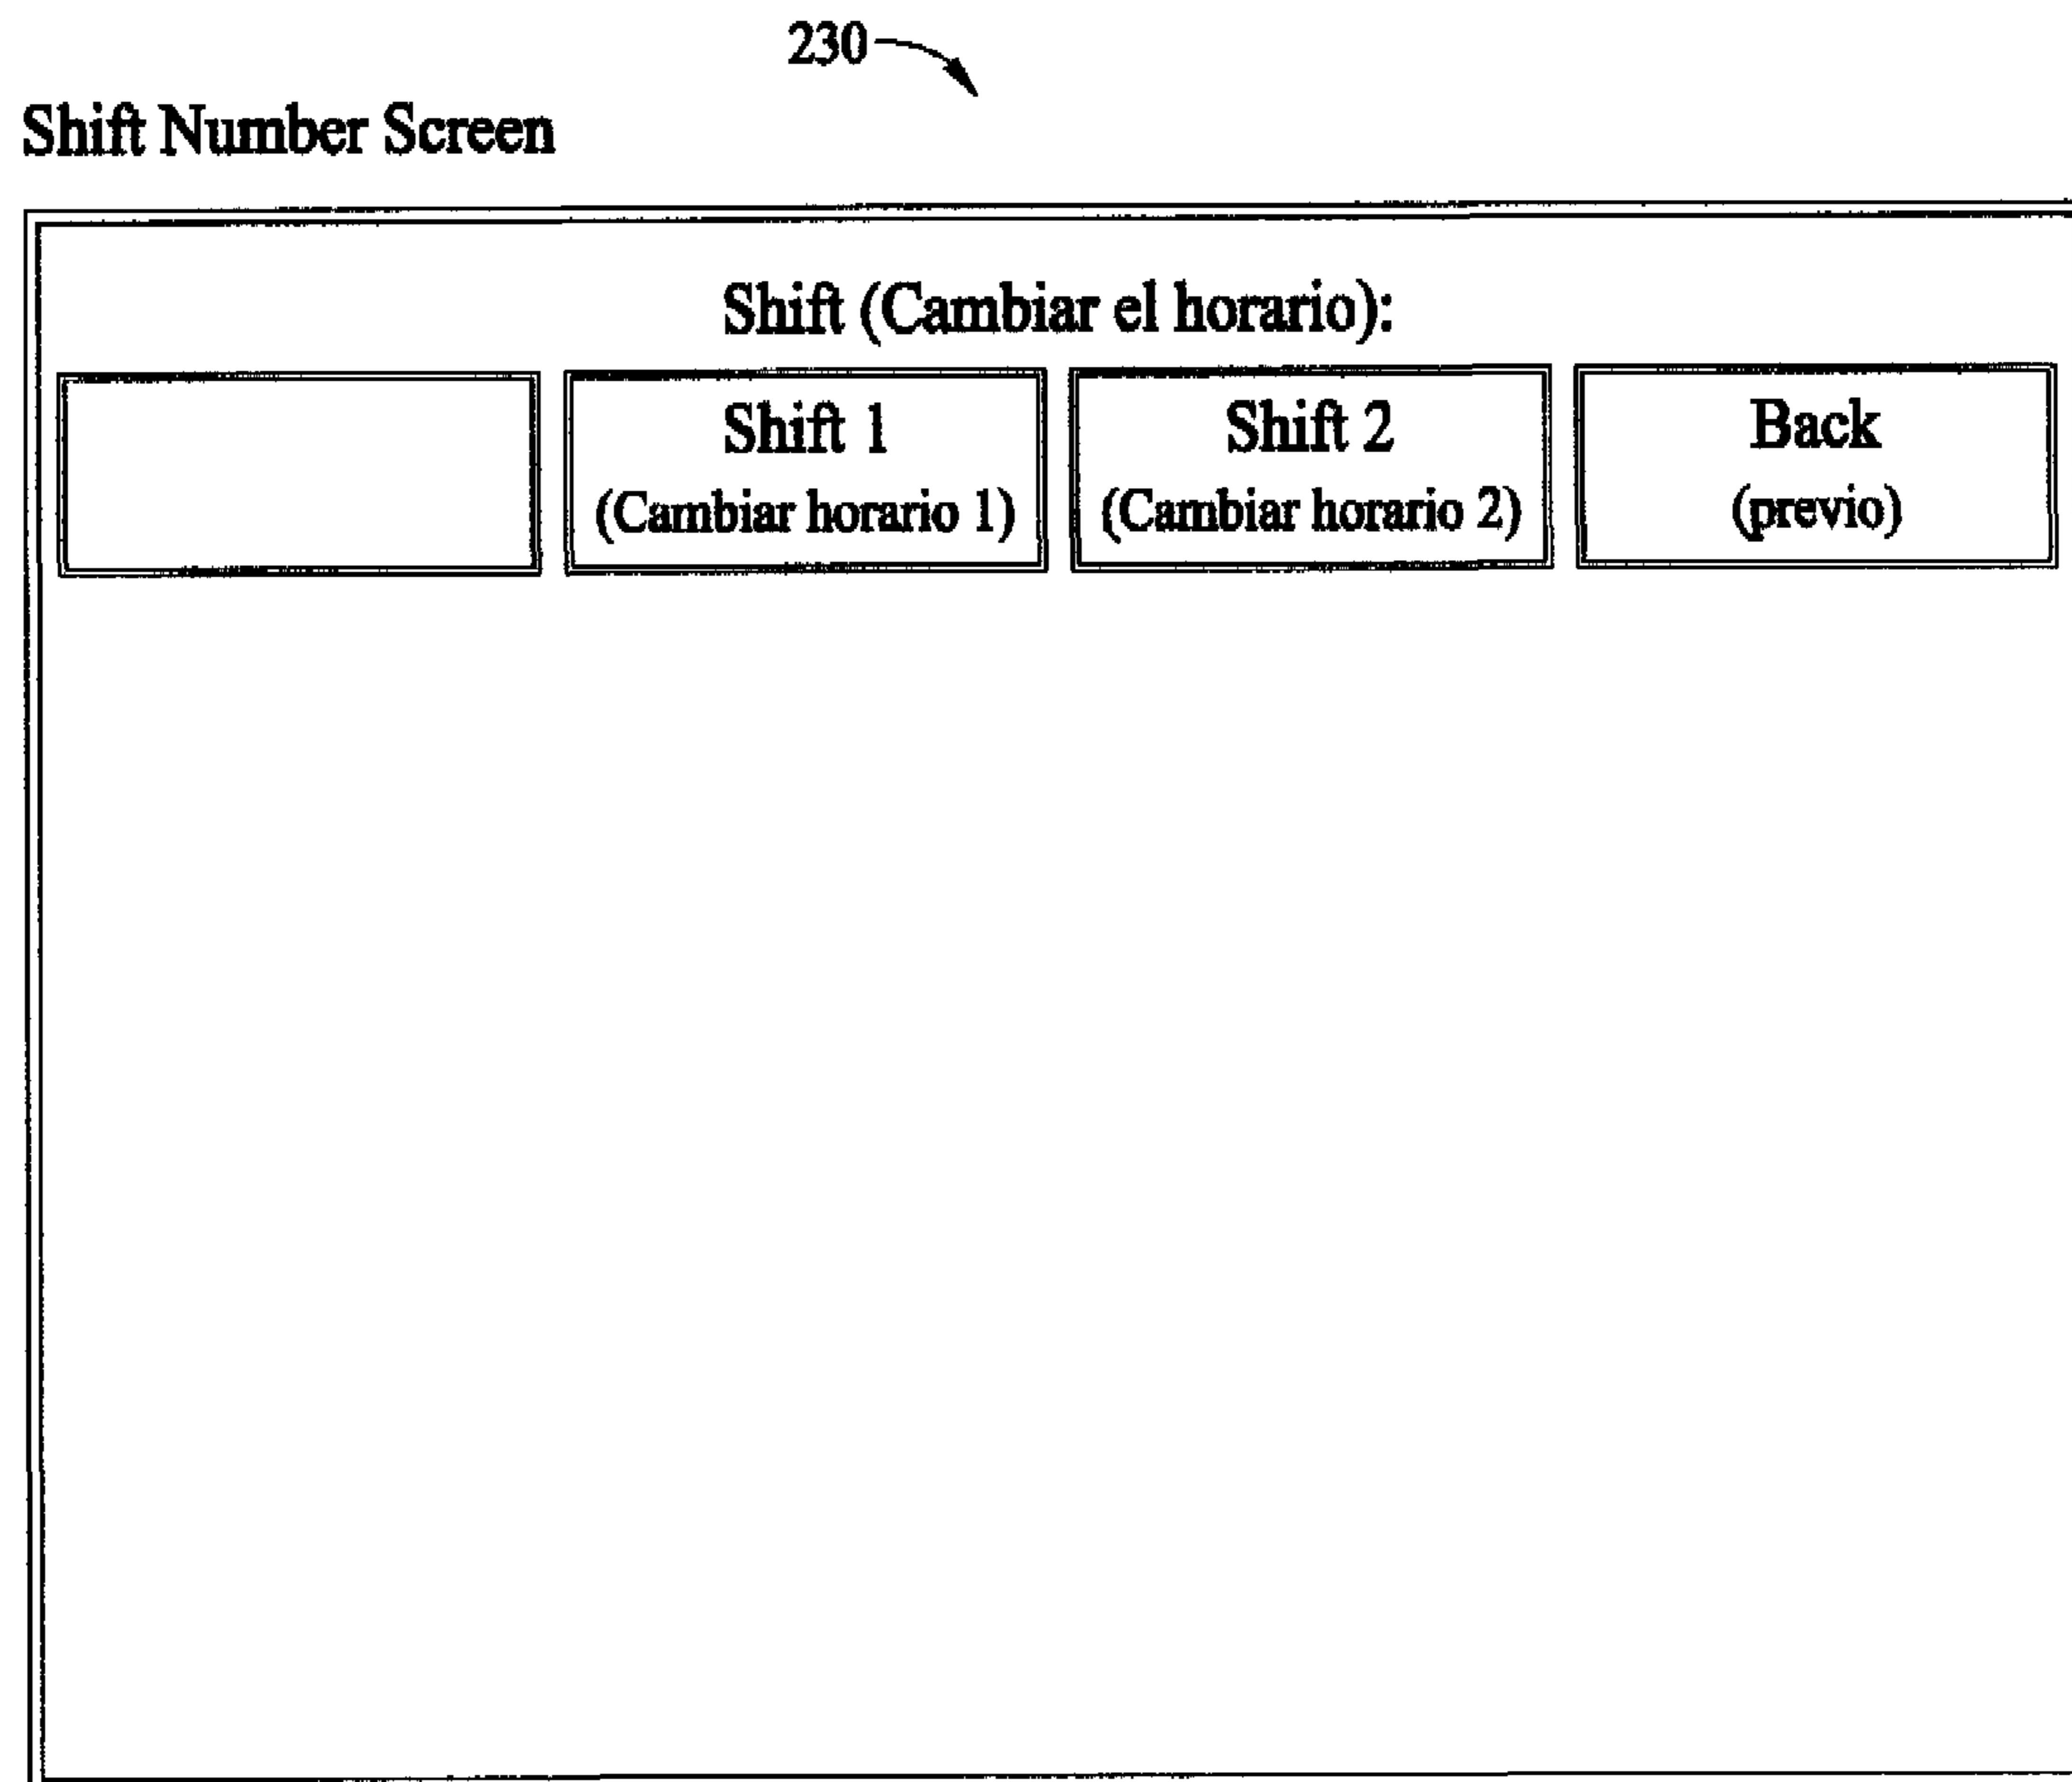 230
Shift Number Screen
Shift (Cambiar el horario):
Shift 1
(Cambiar horario 1)
Shift 2
(Cambiar horario 2)
Back
(previo)